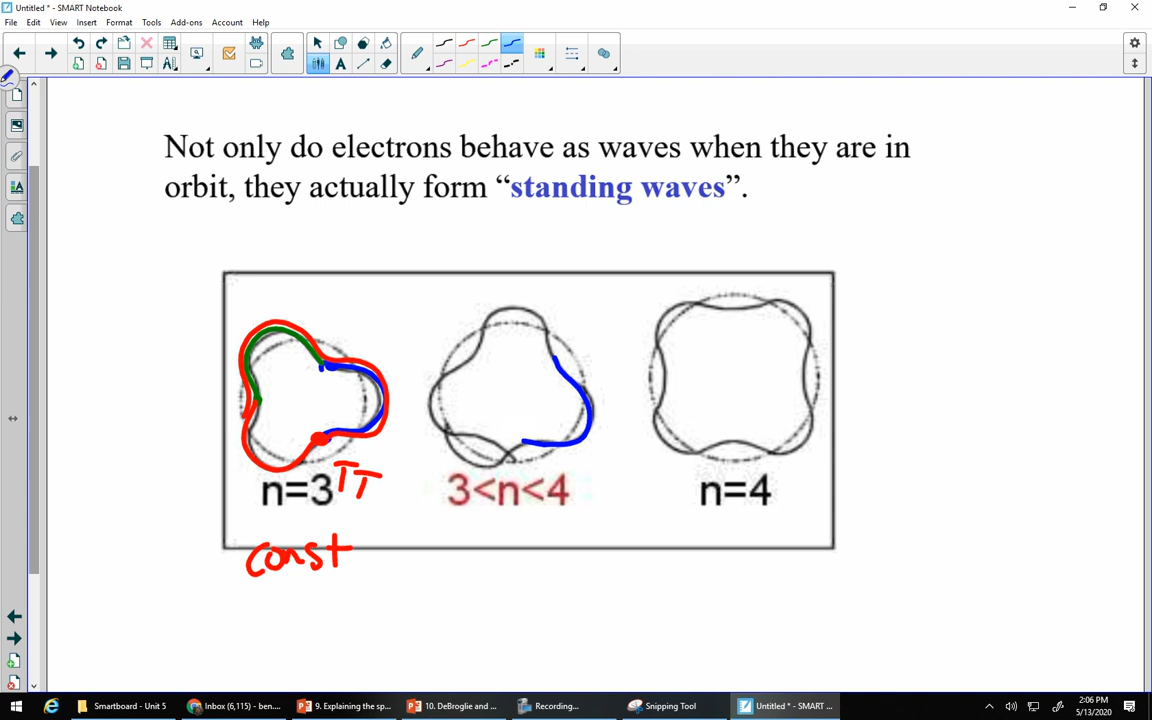 Untitled * - SMART Notebook
File Edit View Insert Format Tools Add-ons Account Help
Not only do electrons behave as waves when they are in
orbit, they actually form “standing waves”.
n=3
3<n<4
n=4
const
Smartboard - Unit 5
Inbox (6,115) - ben....
9. Explaining the sp...
10. DeBroglie and ...
Recording...
Snipping Tool
Untitled * - SMART ...
2:06 PM
5/13/2020